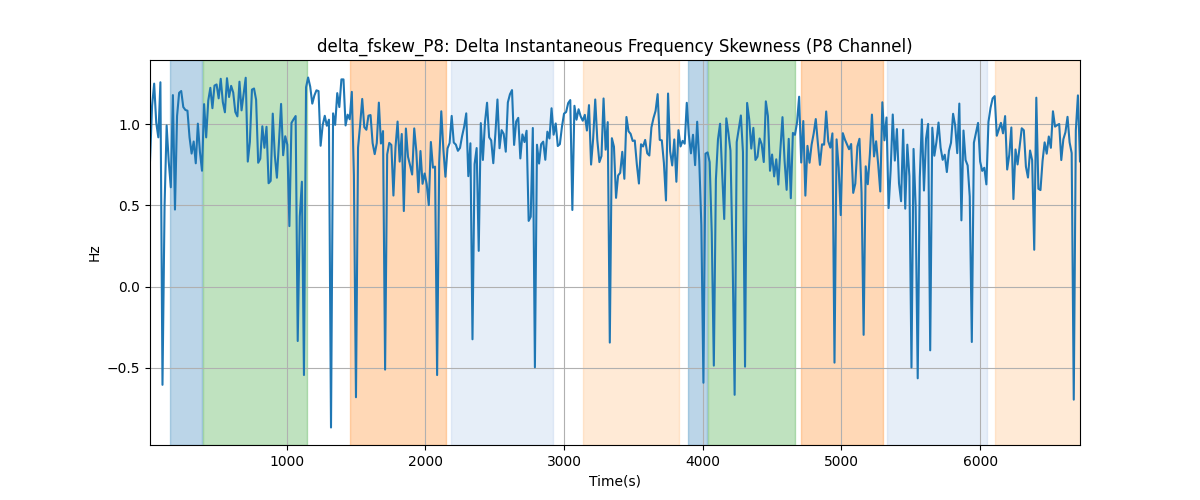 delta_fskew_P8: Delta Instantaneous Frequency Skewness (P8 Channel)
1.0
0.5
0.0
−0.5
Hz
1000 2000 3000 4000 5000 6000
Time(s)